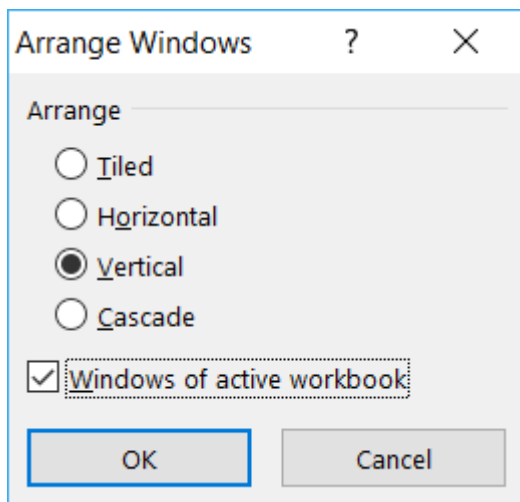 Arrange Windows ?
Arrange
Tiled
Horizontal
Vertical
Cascade
Windows of active workbook
OK Cancel